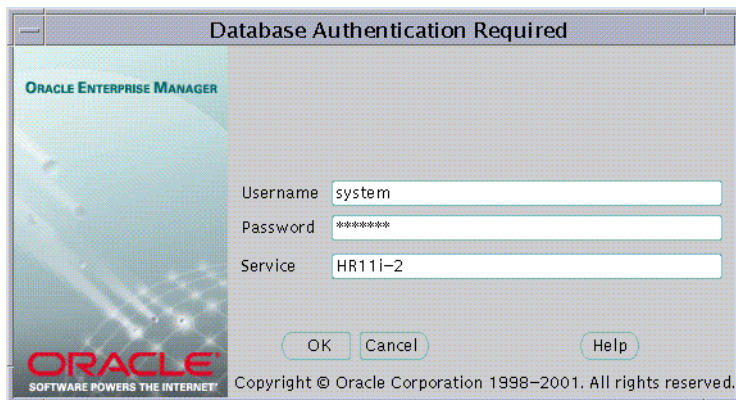 Database Authentication Required
ORACLE ENTERPRISE MANAGER
Username system
Password *******
Service HR11i-2
OK Cancel Help
ORACLE®
SOFTWARE POWERS THE INTERNET™
Copyright © Oracle Corporation 1998-2001. All rights reserved.